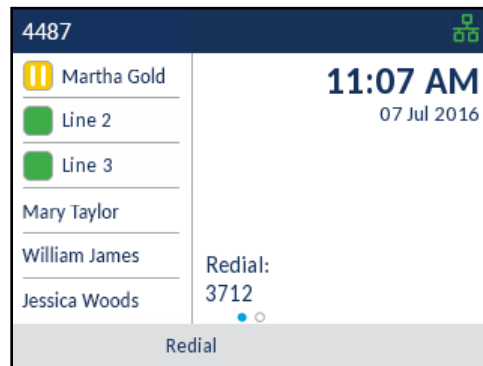 4487
Martha Gold
Line 2
Line 3
Mary Taylor
William James
Jessica Woods
11:07 AM
07 Jul 2016
Redial:
3712
Redial